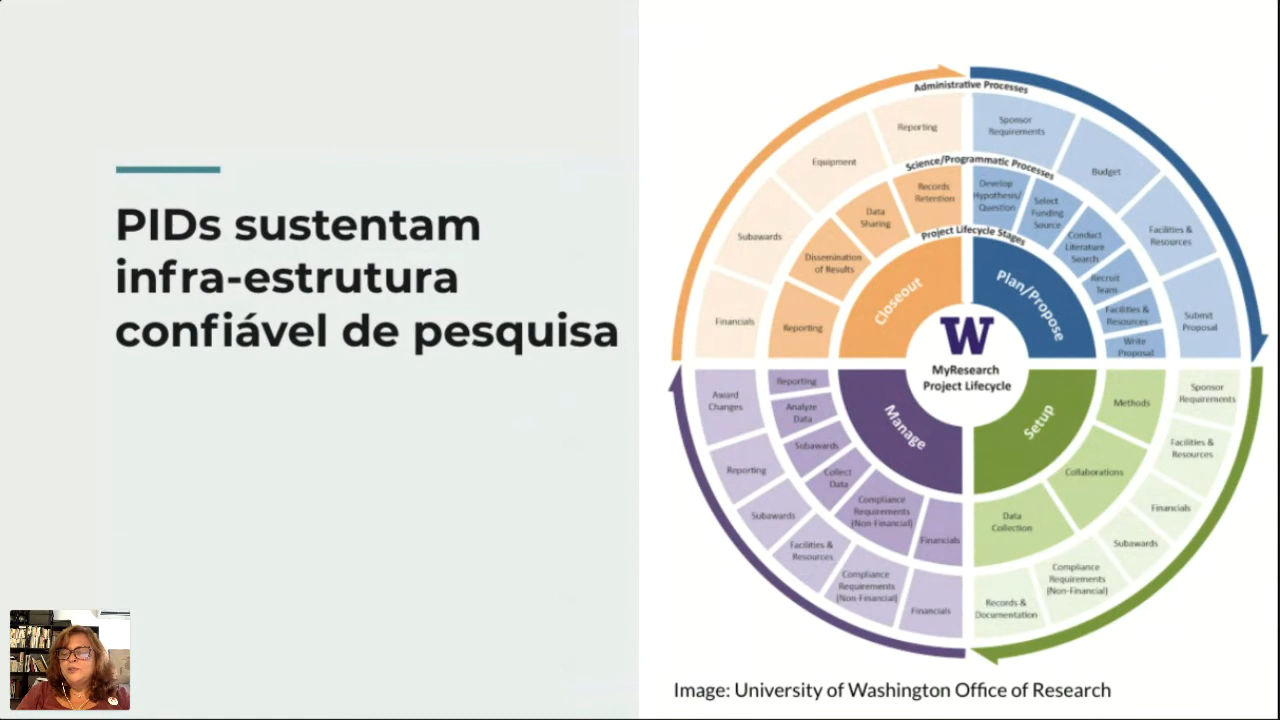 PIDs sustentam
infra-estrutura
confiável de pesquisa
Administrative Processes
Reporting
Sponsor
Requirements
Equipment
Budget
Subawards
Facilities &
Resources
Financials
Submit
Proposal
Science/Programmatic Processes
Records
Retention
Develop
Hypothesis/
Question
Data
Sharing
Select
Funding
Source
Dissemination
of Results
Conduct
Literature
Search
Reporting
Recruit
Team
Facilities &
Resources
Write
Proposal
Project Lifecycle Stages
Closeout
Plan/Propose
W
MyResearch
Project Lifecycle
Manage
Setup
Reporting
Analyze
Data
Subawards
Collect
Data
Compliance
Requirements
(Non-Financial)
Financials
Methods
Collaborations
Data
Collection
Award
Changes
Reporting
Subawards
Facilities &
Resources
Compliance
Requirements
(Non-Financial)
Financials
Sponsor
Requirements
Facilities &
Resources
Financials
Subawards
Compliance
Requirements
(Non-Financial)
Records &
Documentation
Image: University of Washington Office of Research